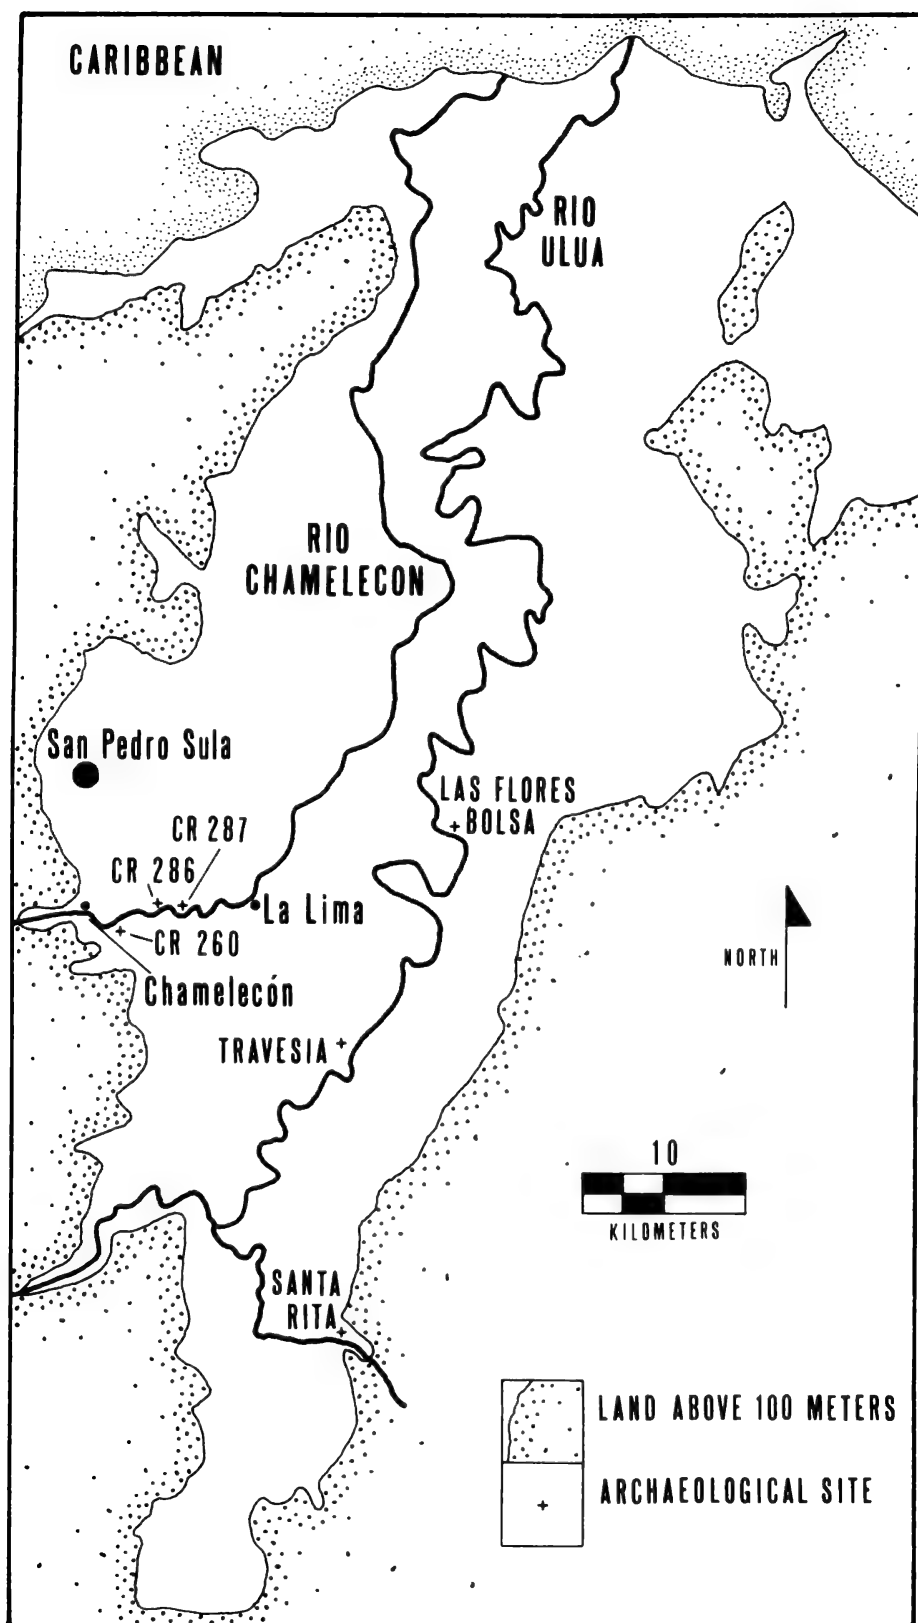 CARIBBEAN
RIO
ULUA
RIO
CHAMELECON
San Pedro Sula
LAS FLORES
BOLSA
CR 287
CR 286
La Lima
CR 260
Chamelecón
NORTH
TRAVESIA
10
KILOMETERS
SANTA
RITA
LAND ABOVE 100 METERS
ARCHAEOLOGICAL SITE